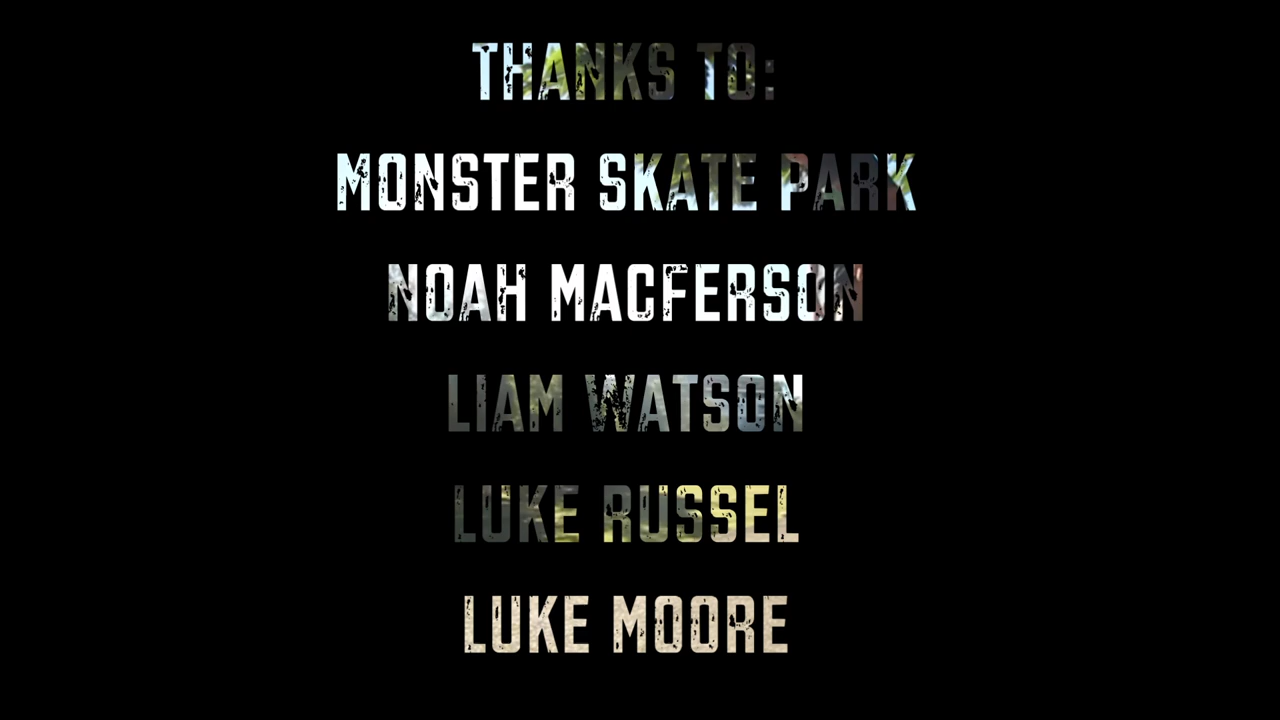 THANKS TO:
MONSTER SKATE PARK
NOAH MACFERSON
LIAM WATSON
LUKE RUSSEL
LUKE MOORE